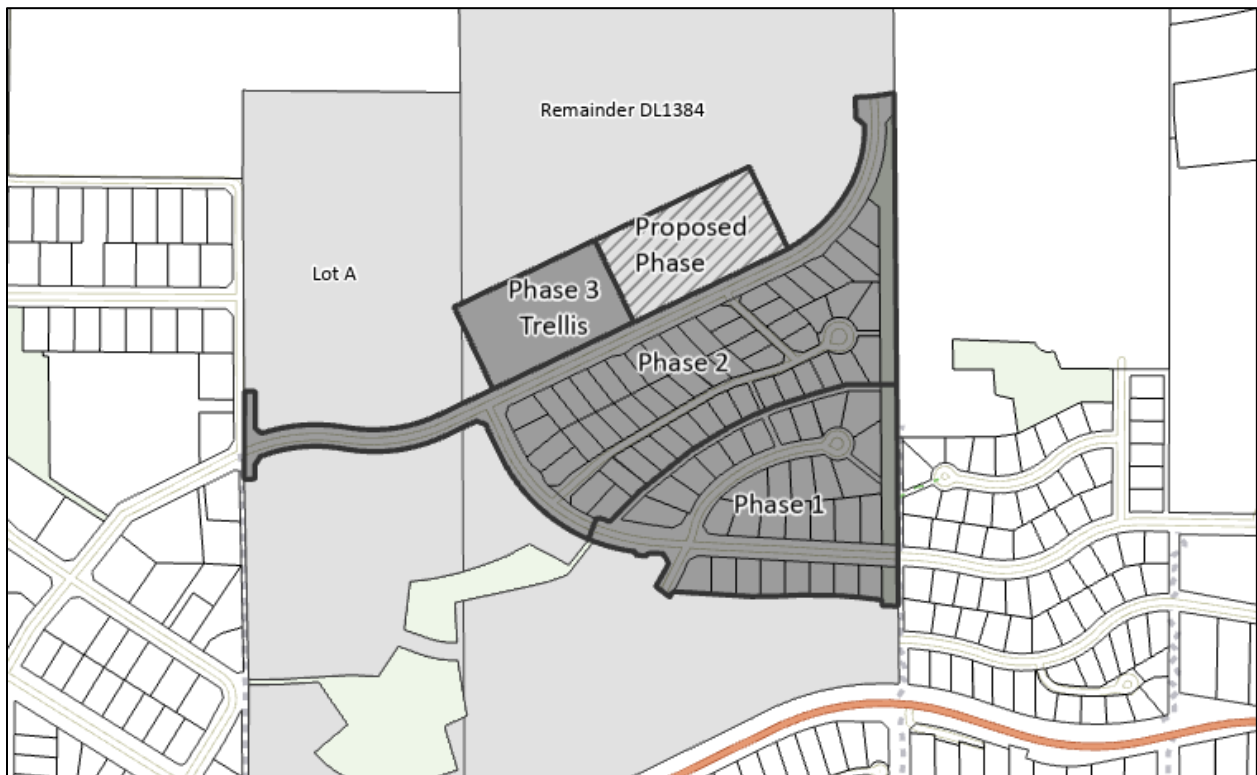 Remainder DL1384
Proposed
Phase
Lot A
Phase 3
Trellis
Phase 2
Phase 1